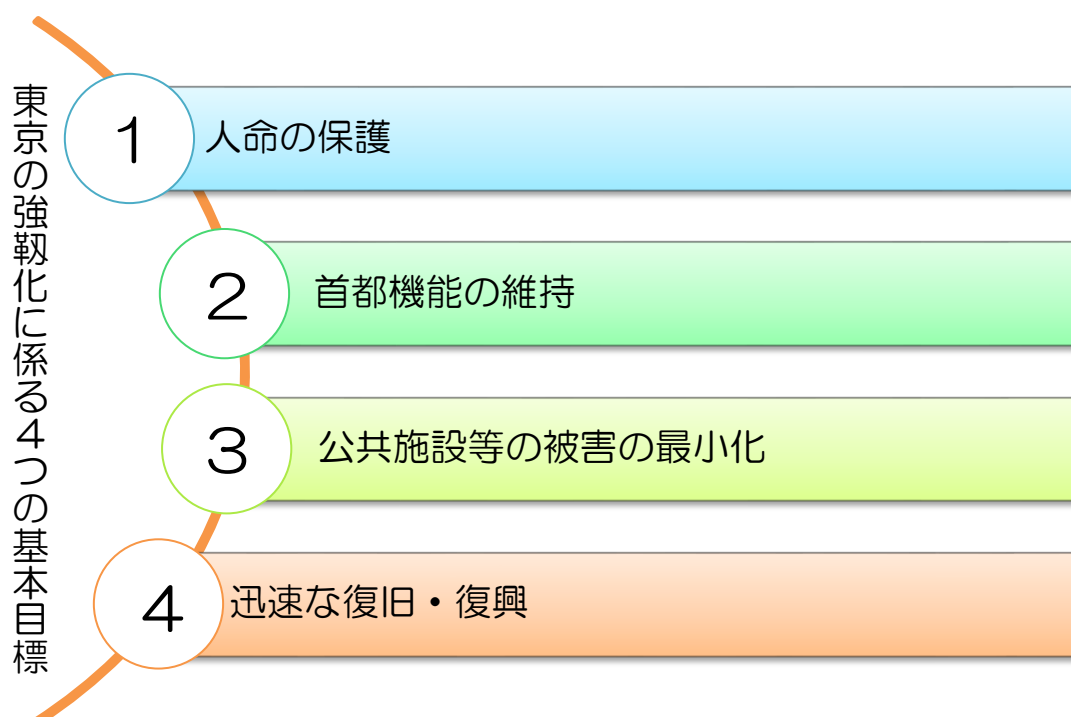 東京の強靱化に係る４つの基本目標
１
人命の保護
２
首都機能の維持
３
公共施設等の被害の最小化
４
迅速な復旧・復興